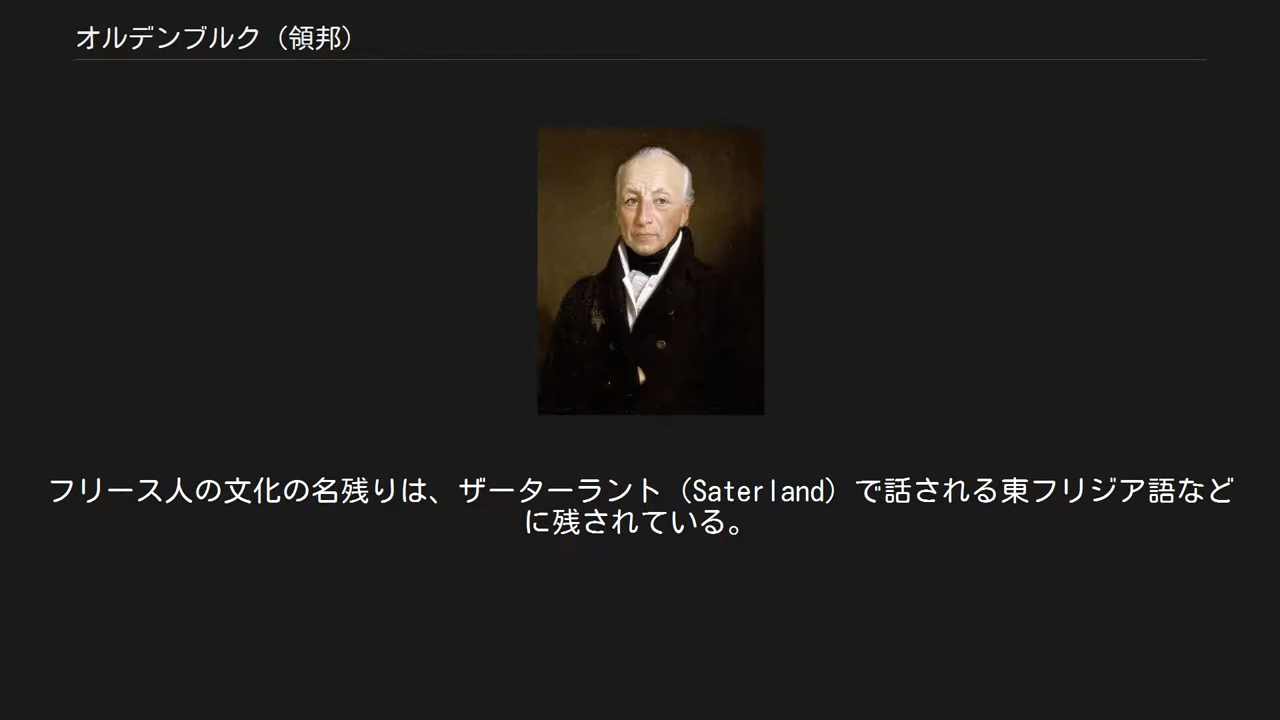 オルデンブルク（領邦）
フリース人の文化の名残りは、ザーターラント（Saterland）で話される東フリジア語など
に残されている。